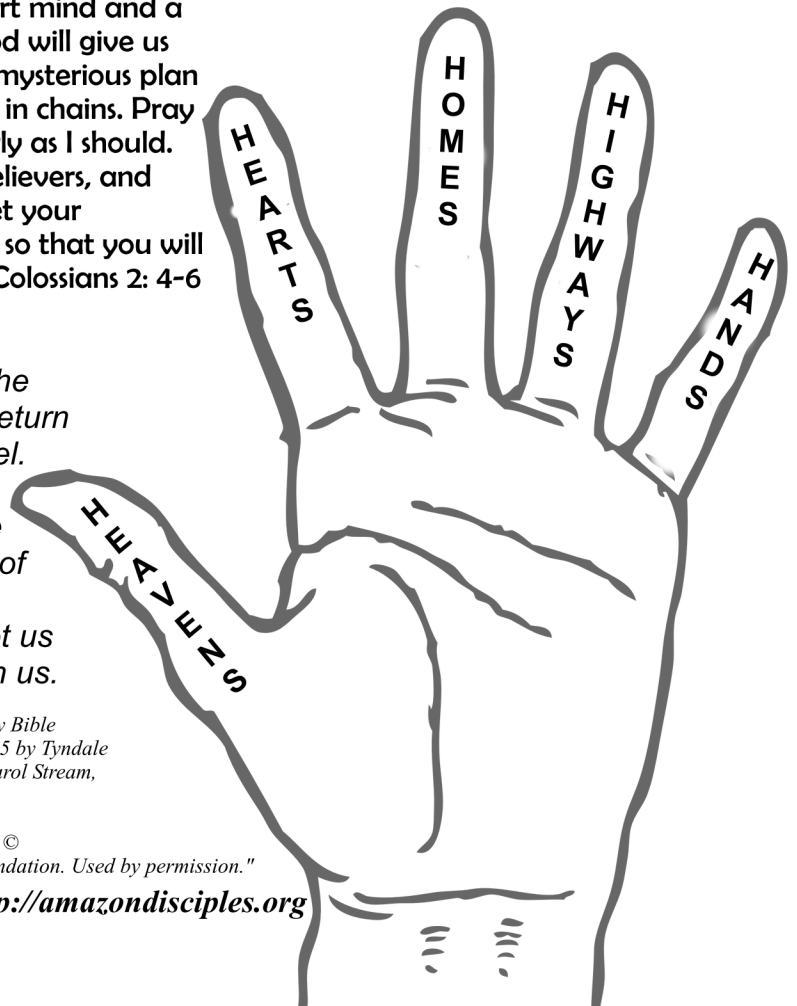 rt mind and a
od will give us
mysterious plan
in chains. Pray
rly as I should.
elievers, and
et your
so that you will
Colossians 2: 4-6
he
eturn
el.
of
t us
n us.
y Bible
5 by Tyndale
arol Stream,
©
ndation. Used by permission."
p://amazondisciples.org
HEAVENS
HEARTS
HOMES
HIGHWAYS
HANDS